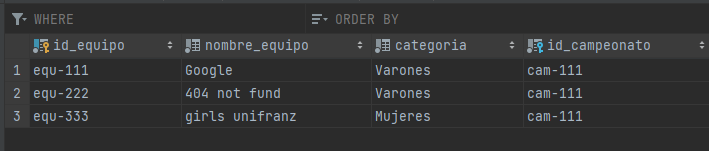 WHERE ORDER BY
id_equipo nombre_equipo categoria id_campeonato
1 equ-111 Google Varones cam-111
2 equ-222 404 not fund Varones cam-111
3 equ-333 girls unifranz Mujeres cam-111